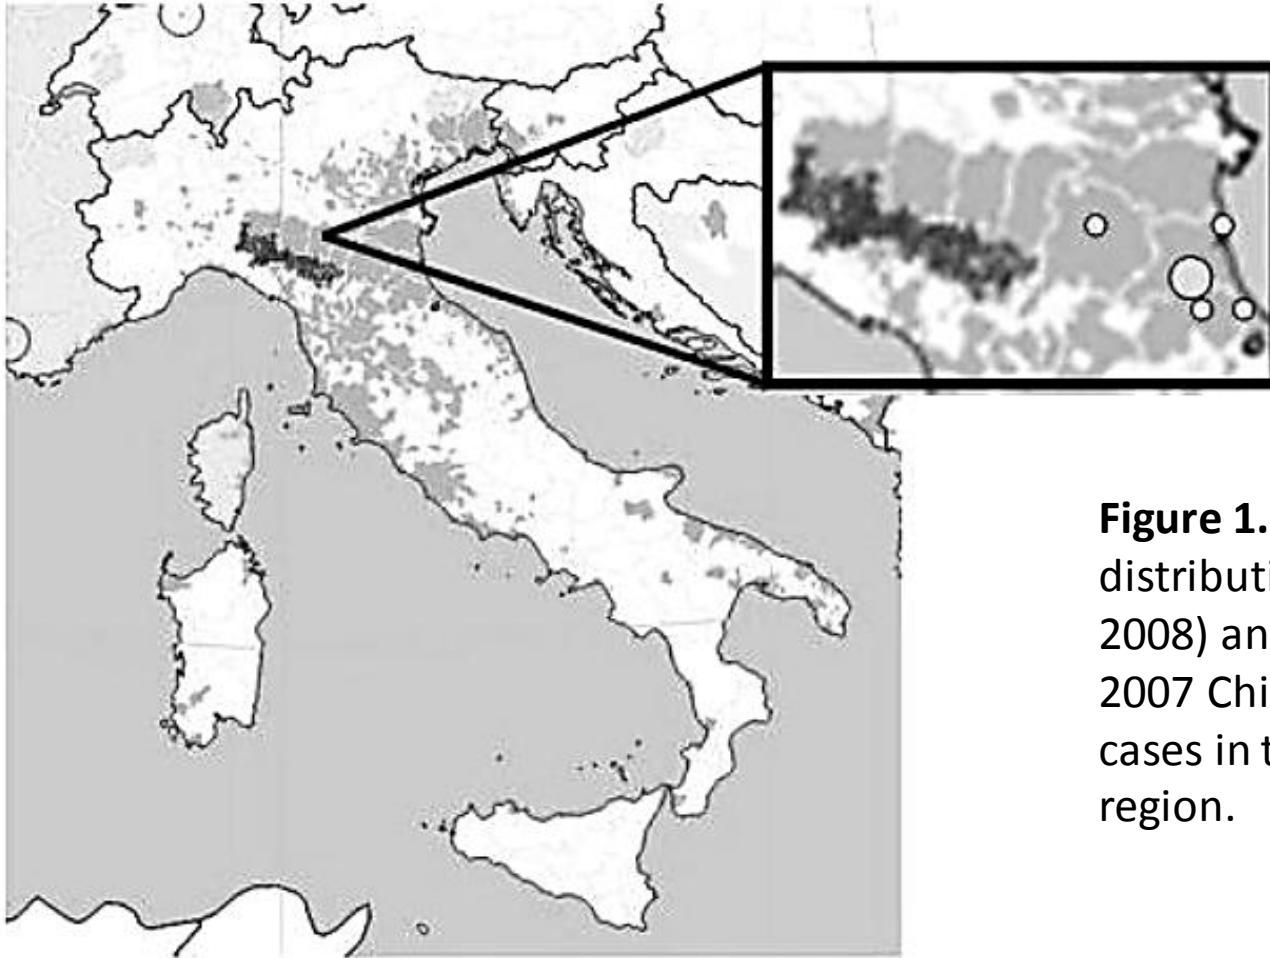 Figure 1.
distributi
2008) an
2007 Chi
cases in t
region.